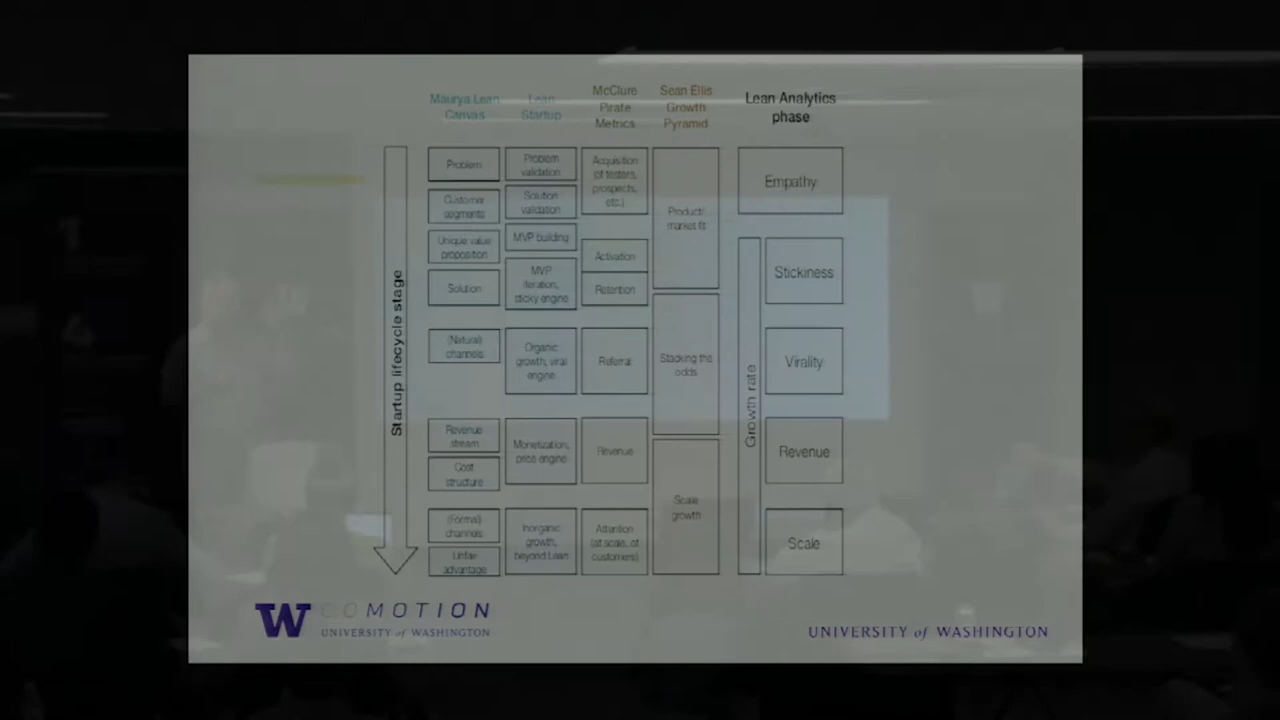 Maurya Lean
Canvas
Lean
Startup
McClure
Pirate
Metrics
Sean Ellis
Growth
Pyramid
Lean Analytics
phase
Startup lifecycle stage
Problem
Customer
segments
Unique value
proposition
Solution
(Natural)
channels
Revenue
stream
Cost
structure
(Formal)
channels
Unfair
advantage
Problem
validation
Solution
validation
MVP building
MVP
iteration,
sticky engine
Organic
growth, viral
engine
Monetization,
price engine
Inorganic
growth,
beyond Lean
Acquisition
(of testers,
prospects,
etc.)
Activation
Retention
Referral
Revenue
Attention
(at scale, of
customers)
Product/
market fit
Stacking the
odds
Scale
growth
Growth rate
Empathy
Stickiness
Virality
Revenue
Scale
W COMOTION
UNIVERSITY of WASHINGTON
UNIVERSITY of WASHINGTON